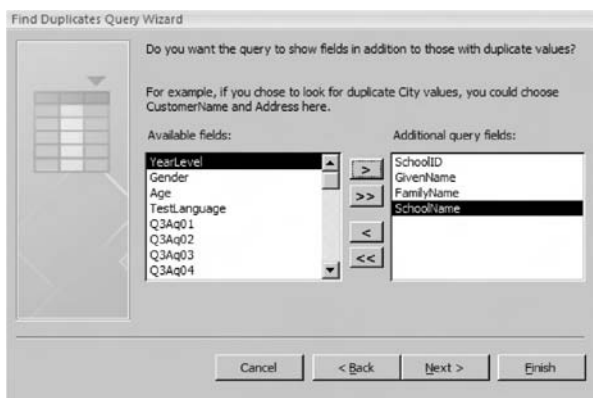 Find Duplicates Query Wizard
Do you want the query to show fields in addition to those with duplicate values?
For example, if you chose to look for duplicate City values, you could choose
CustomerName and Address here.
Available fields:
YearLevel
Gender
Age
TestLanguage
Q3Aq01
Q3Aq02
Q3Aq03
Q3Aq04
>
>>
<
<<
Additional query fields:
SchoolID
GivenName
FamilyName
SchoolName
Cancel
< Back
Next >
Finish